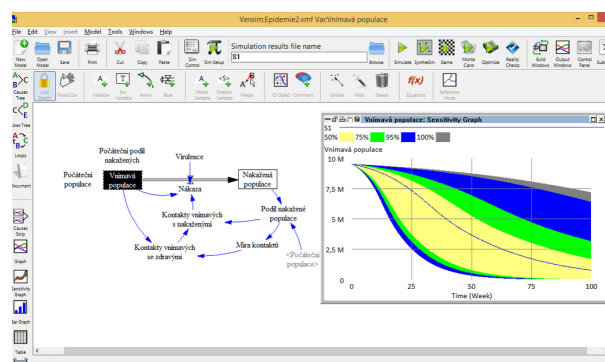 Vensim:Epidemie2.vmf Var:Vnímavá populace
File Edit View Insert Model Tools Windows Help
New Model
Open Model
Save
Print
Cut
Copy
Paste
Sim Control
Sim Setup
Simulation results file name
S1
Browse
Simulate
SyntheSim
Game
Monte Carlo
Optimize
Reality Checks
Build Windows
Output Windows
Control Panel
Causes Tree
Lock Sketch
Move/Size
Variable
Box Variable
Arrow
Rate
Model Variable
Shadow Variable
Merge
IO Object
Comment
Unhide
Hide
Delete
f(x)
Equations
Reference Mode
Uses Tree
Loops
Document
Causes Strip
Graph
Sensitivity Graph
Bar Graph
Table
Počáteční podíl nakažených
Virulence
Počáteční populace
Vnímavá populace
Nákaza
Nakažená populace
Kontakty vnímavých s nakaženými
Podíl nakažené populace
Kontakty vnímavých se zdravými
Míra kontaktů
<Počáteční populace>
Vnímavá populace: Sensitivity Graph
S1
50% 75% 95% 100%
Vnímavá populace
10 M
7,5 M
5 M
2,5 M
0
0 25 50 75 100
Time (Week)